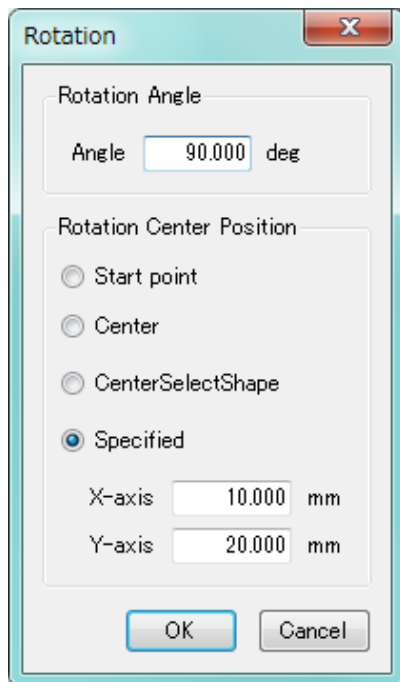 Rotation
Rotation Angle
Angle 90.000 deg
Rotation Center Position
Start point
Center
CenterSelectShape
Specified
X-axis 10.000 mm
Y-axis 20.000 mm
OK Cancel